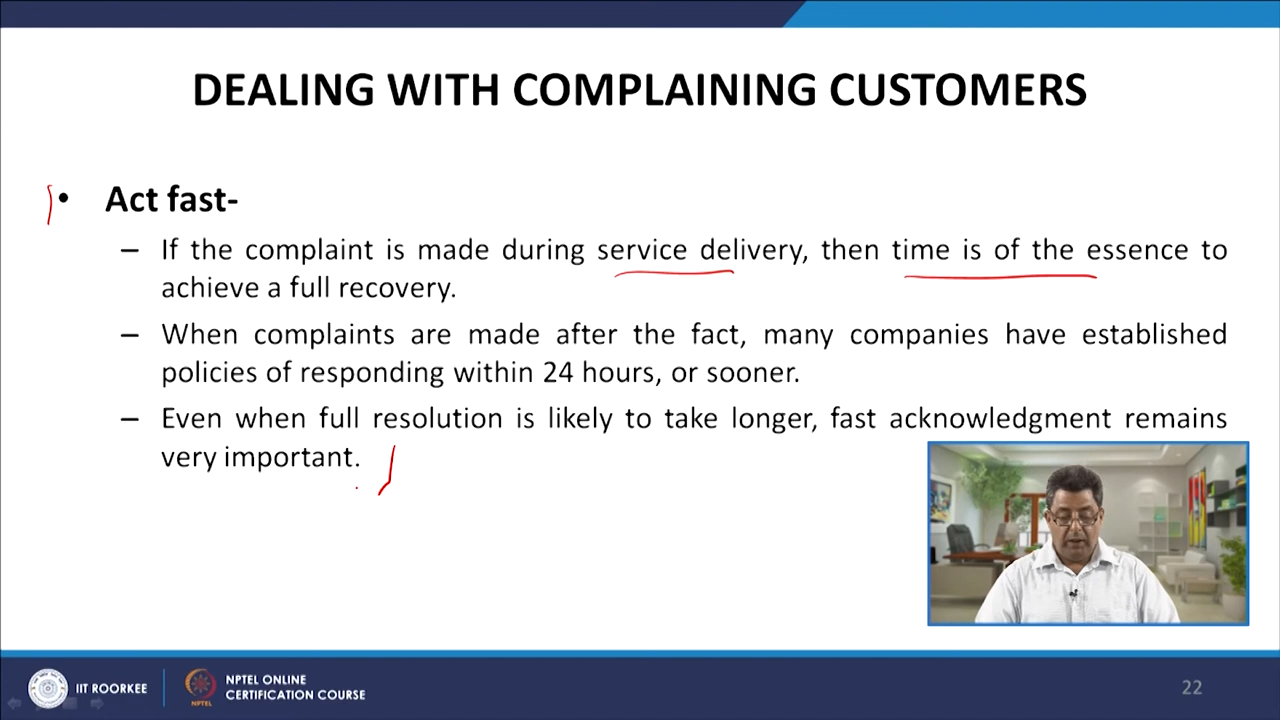 DEALING WITH COMPLAINING CUSTOMERS
• Act fast-
– If the complaint is made during service delivery, then time is of the essence to
achieve a full recovery.
– When complaints are made after the fact, many companies have established
policies of responding within 24 hours, or sooner.
– Even when full resolution is likely to take longer, fast acknowledgment remains
very important.
IIT ROORKEE
NPTEL
NPTEL ONLINE
CERTIFICATION COURSE
22